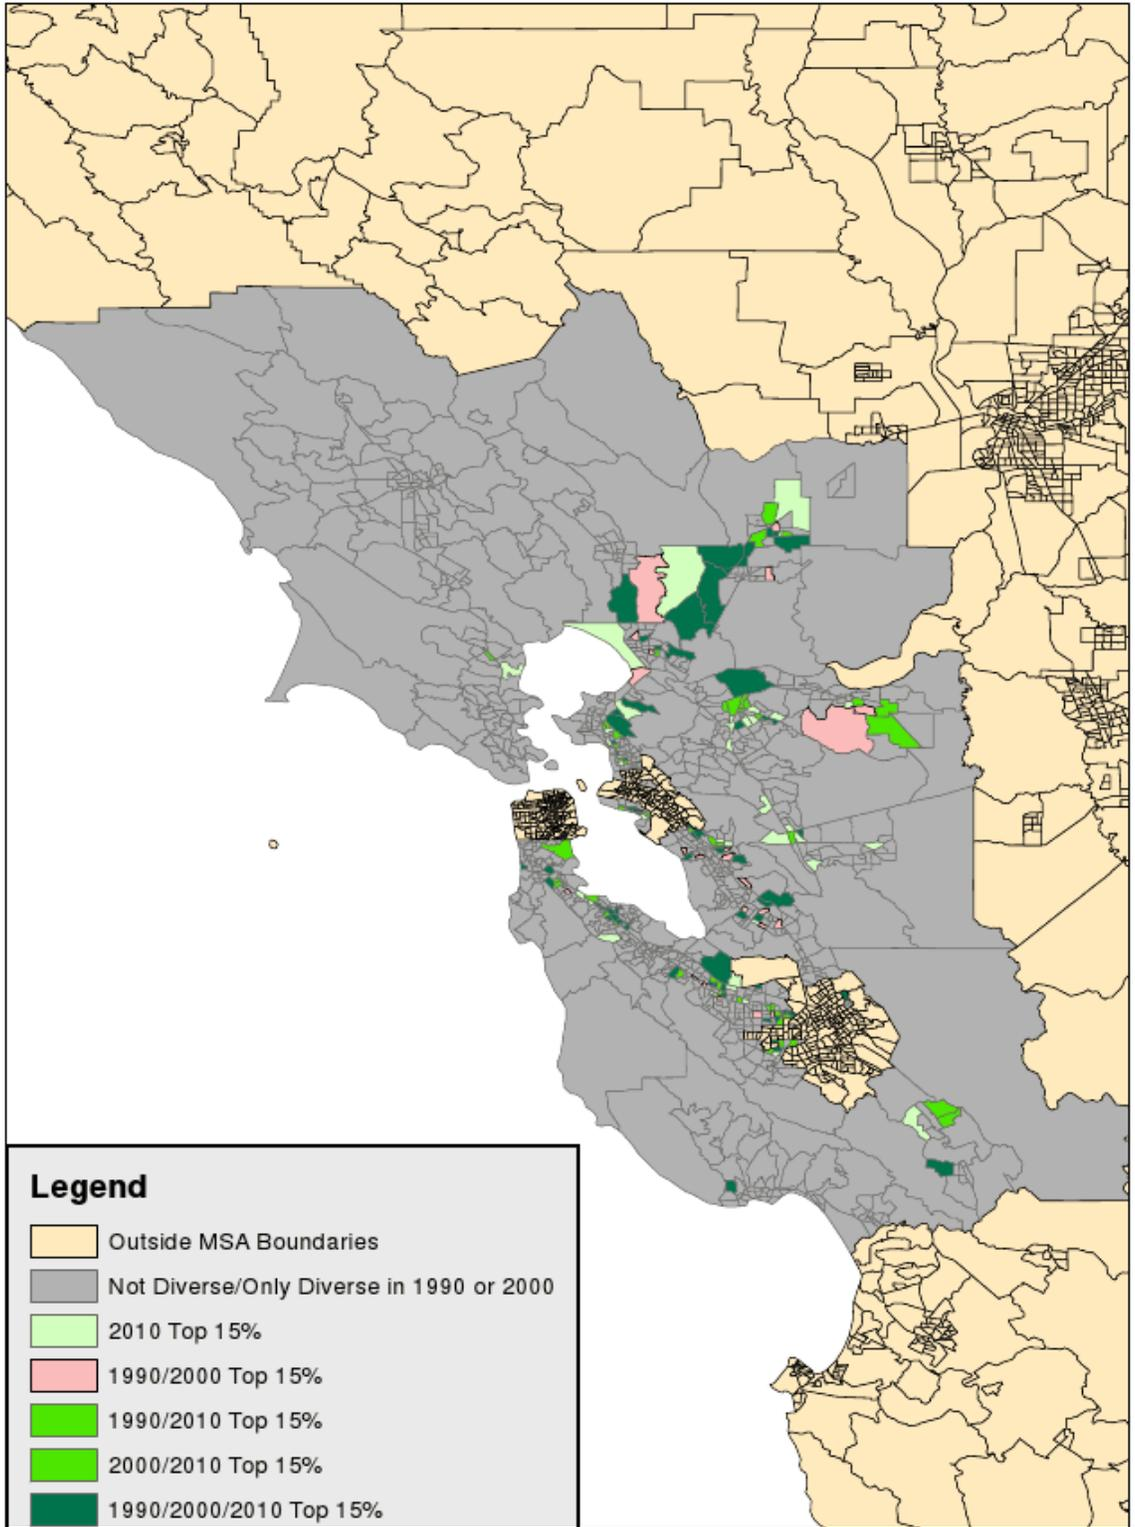 Legend
Outside MSA Boundaries
Not Diverse/Only Diverse in 1990 or 2000
2010 Top 15%
1990/2000 Top 15%
1990/2010 Top 15%
2000/2010 Top 15%
1990/2000/2010 Top 15%